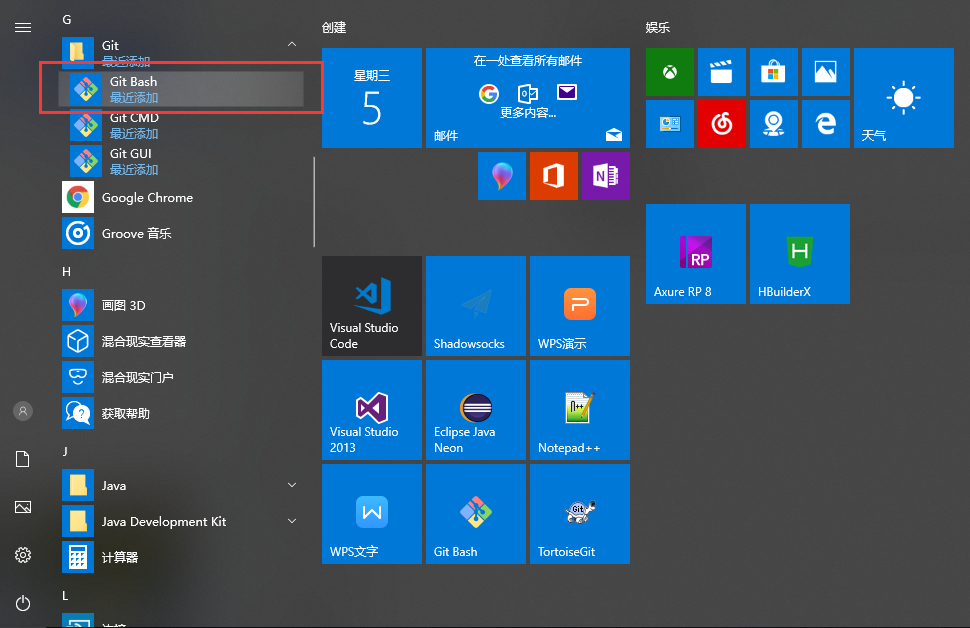 G
Git
最近添加
Git Bash
最近添加
Git CMD
最近添加
Git GUI
最近添加
Google Chrome
Groove 音乐
H
画图 3D
混合现实查看器
混合现实门户
获取帮助
J
Java
Java Development Kit
计算器
L
创建
星期三
5
在一处查看所有邮件
更多内容...
邮件
Visual Studio
Code
Shadowsocks
WPS演示
Visual Studio
2013
Eclipse Java
Neon
Notepad++
WPS文字
Git Bash
TortoiseGit
娱乐
天气
RP
Axure RP 8
H
HBuilderX